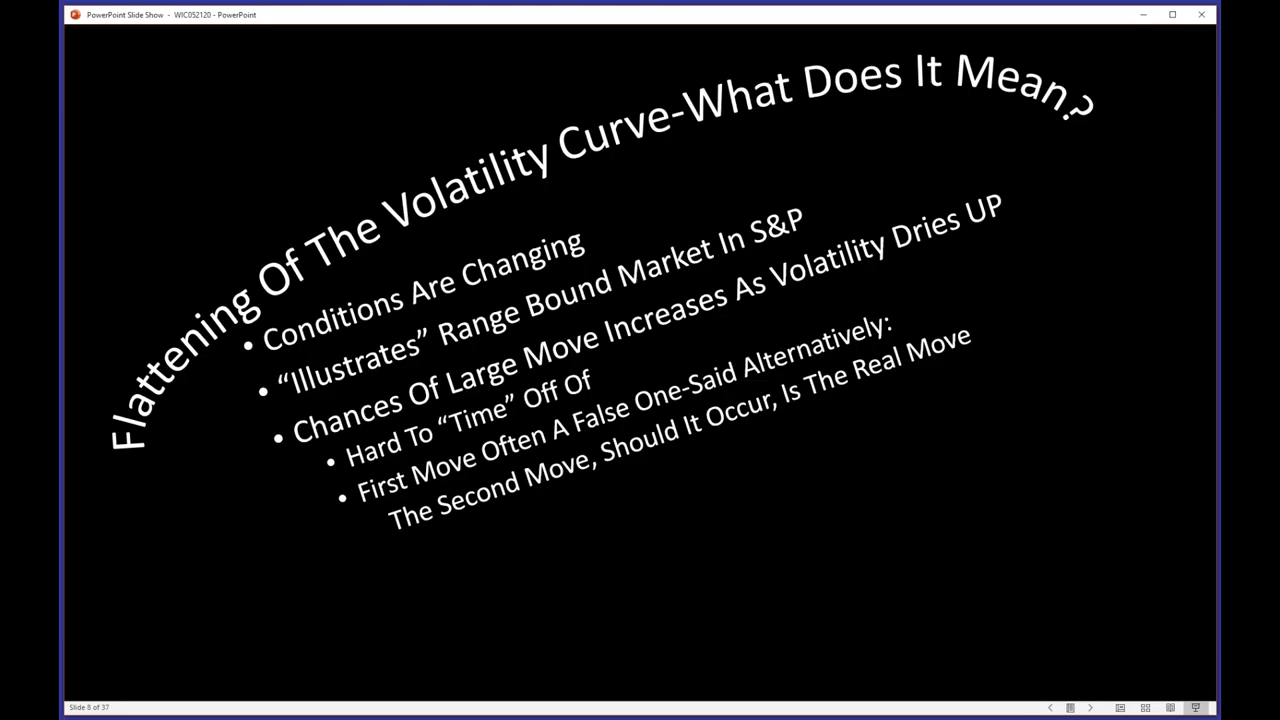 PowerPoint Slide Show - WIC052120 - PowerPoint
Flattening Of The Volatility Curve-What Does It Mean?
• Conditions Are Changing
• “Illustrates” Range Bound Market In S&P
• Chances Of Large Move Increases As Volatility Dries UP
• Hard To “Time” Off Of
• First Move Often A False One-Said Alternatively:
The Second Move, Should It Occur, Is The Real Move
Slide 8 of 37